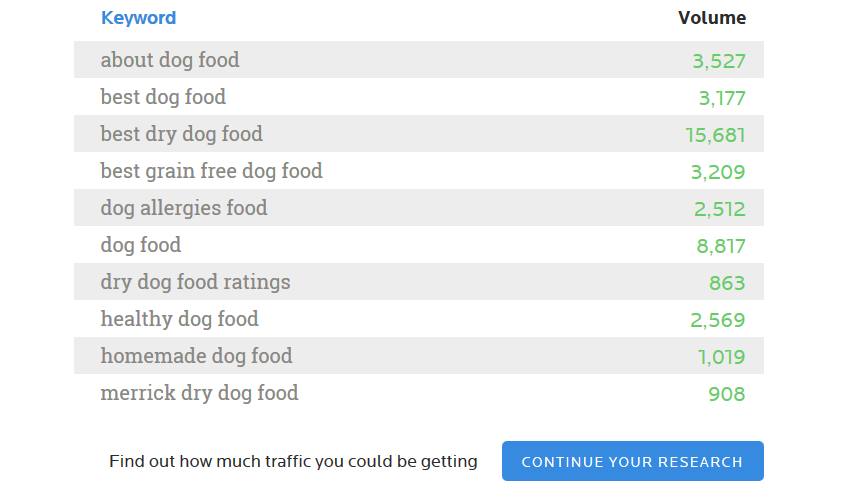 Keyword Volume
about dog food 3,527
best dog food 3,177
best dry dog food 15,681
best grain free dog food 3,209
dog allergies food 2,512
dog food 8,817
dry dog food ratings 863
healthy dog food 2,569
homemade dog food 1,019
merrick dry dog food 908
Find out how much traffic you could be getting CONTINUE YOUR RESEARCH